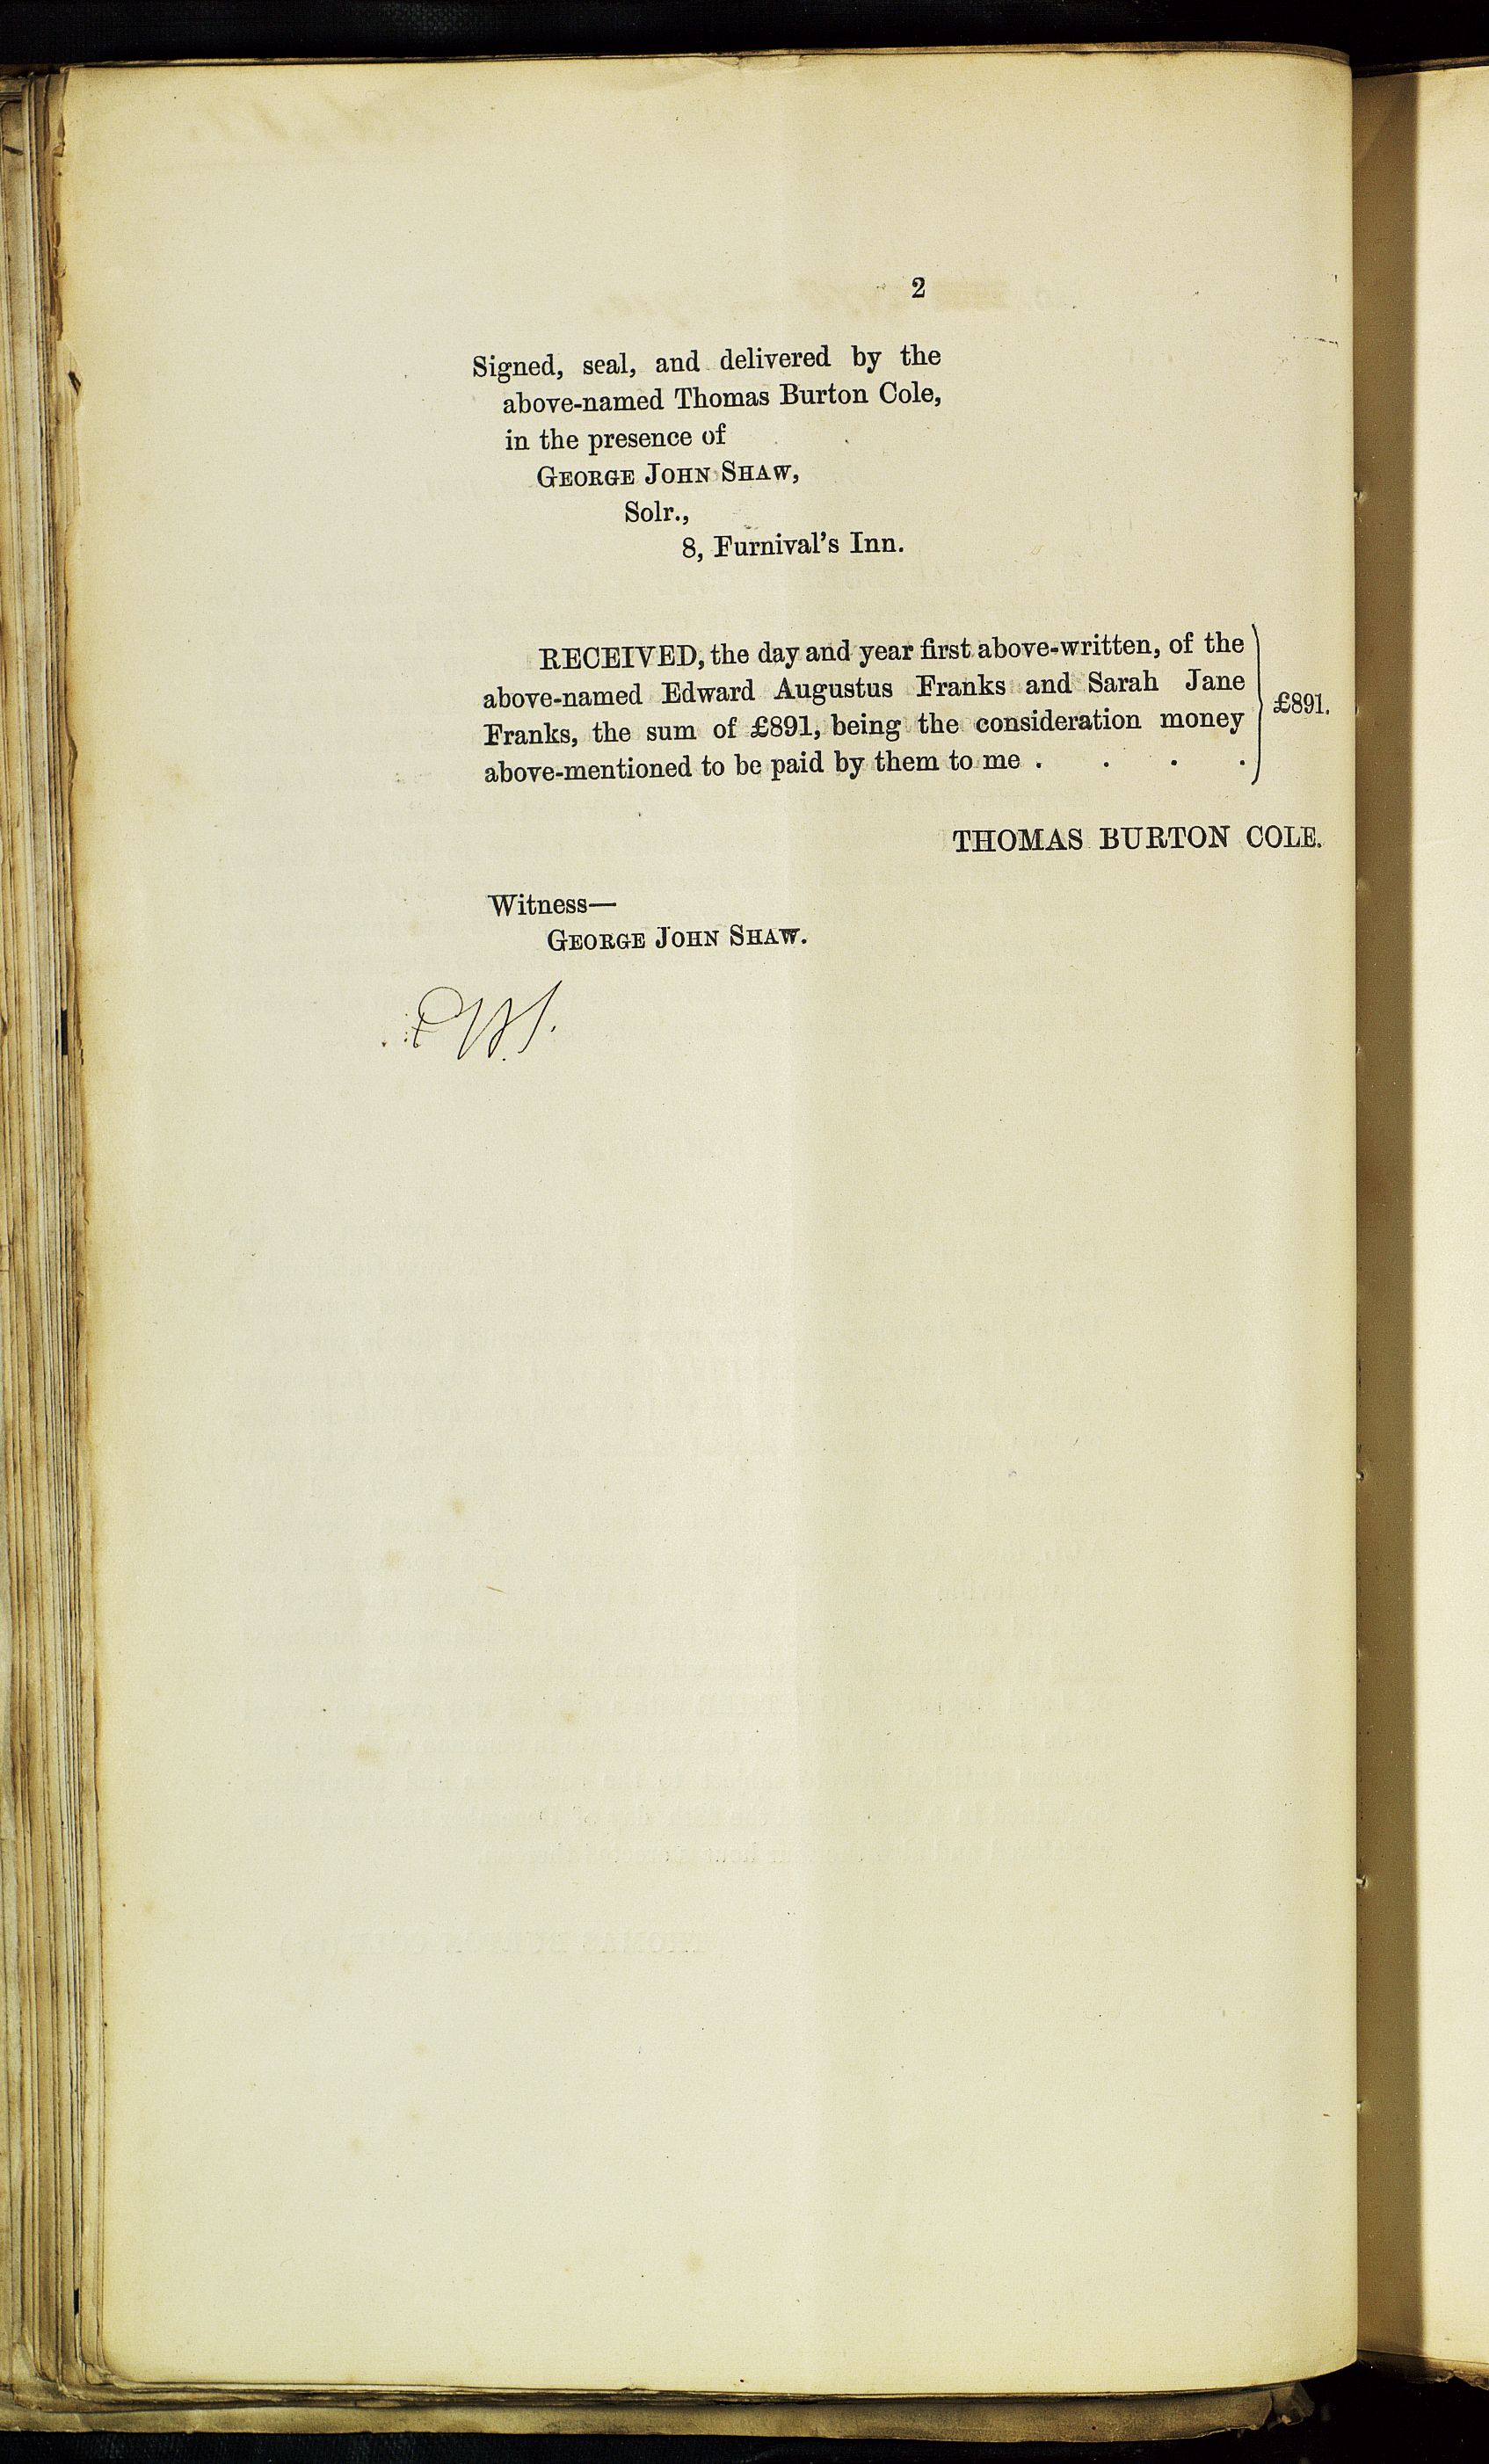 2
Signed, seal, and delivered by the
above-named Thomas Burton Cole,
in the presence of
GEORGE JOHN SHAW,
Solr.,
8, Furnival's Inn.
RECEIVED, the day and year first above-written, of the
above-named Edward Augustus Franks and Sarah Jane
Franks, the sum of £891, being the consideration money
above-mentioned to be paid by them to me . . . .
£891.
THOMAS BURTON COLE.
Witness—
GEORGE JOHN SHAW.